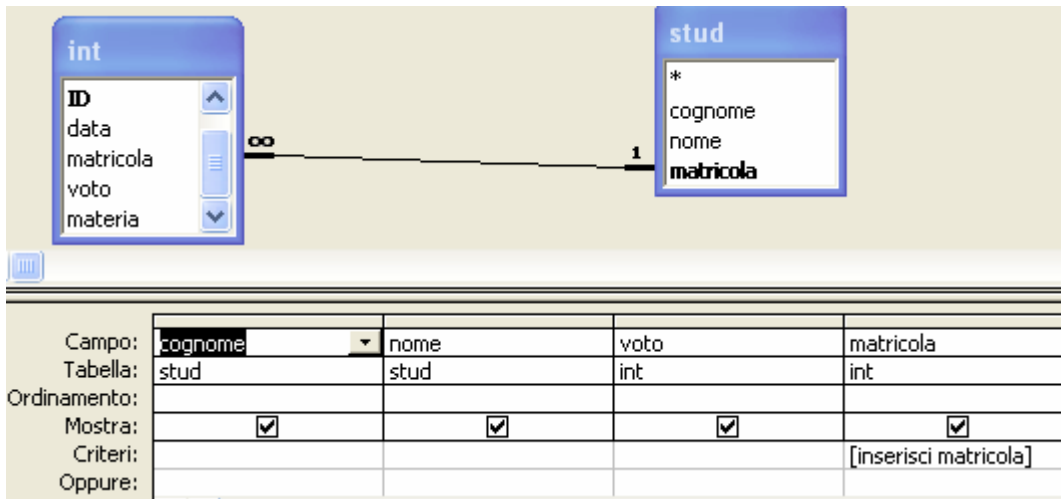 int
ID
data
matricola
voto
materia
∞
1
stud
*
cognome
nome
matricola
Campo: cognome nome voto matricola
Tabella: stud stud int int
Ordinamento:
Mostra:
Criteri: [inserisci matricola]
Oppure: